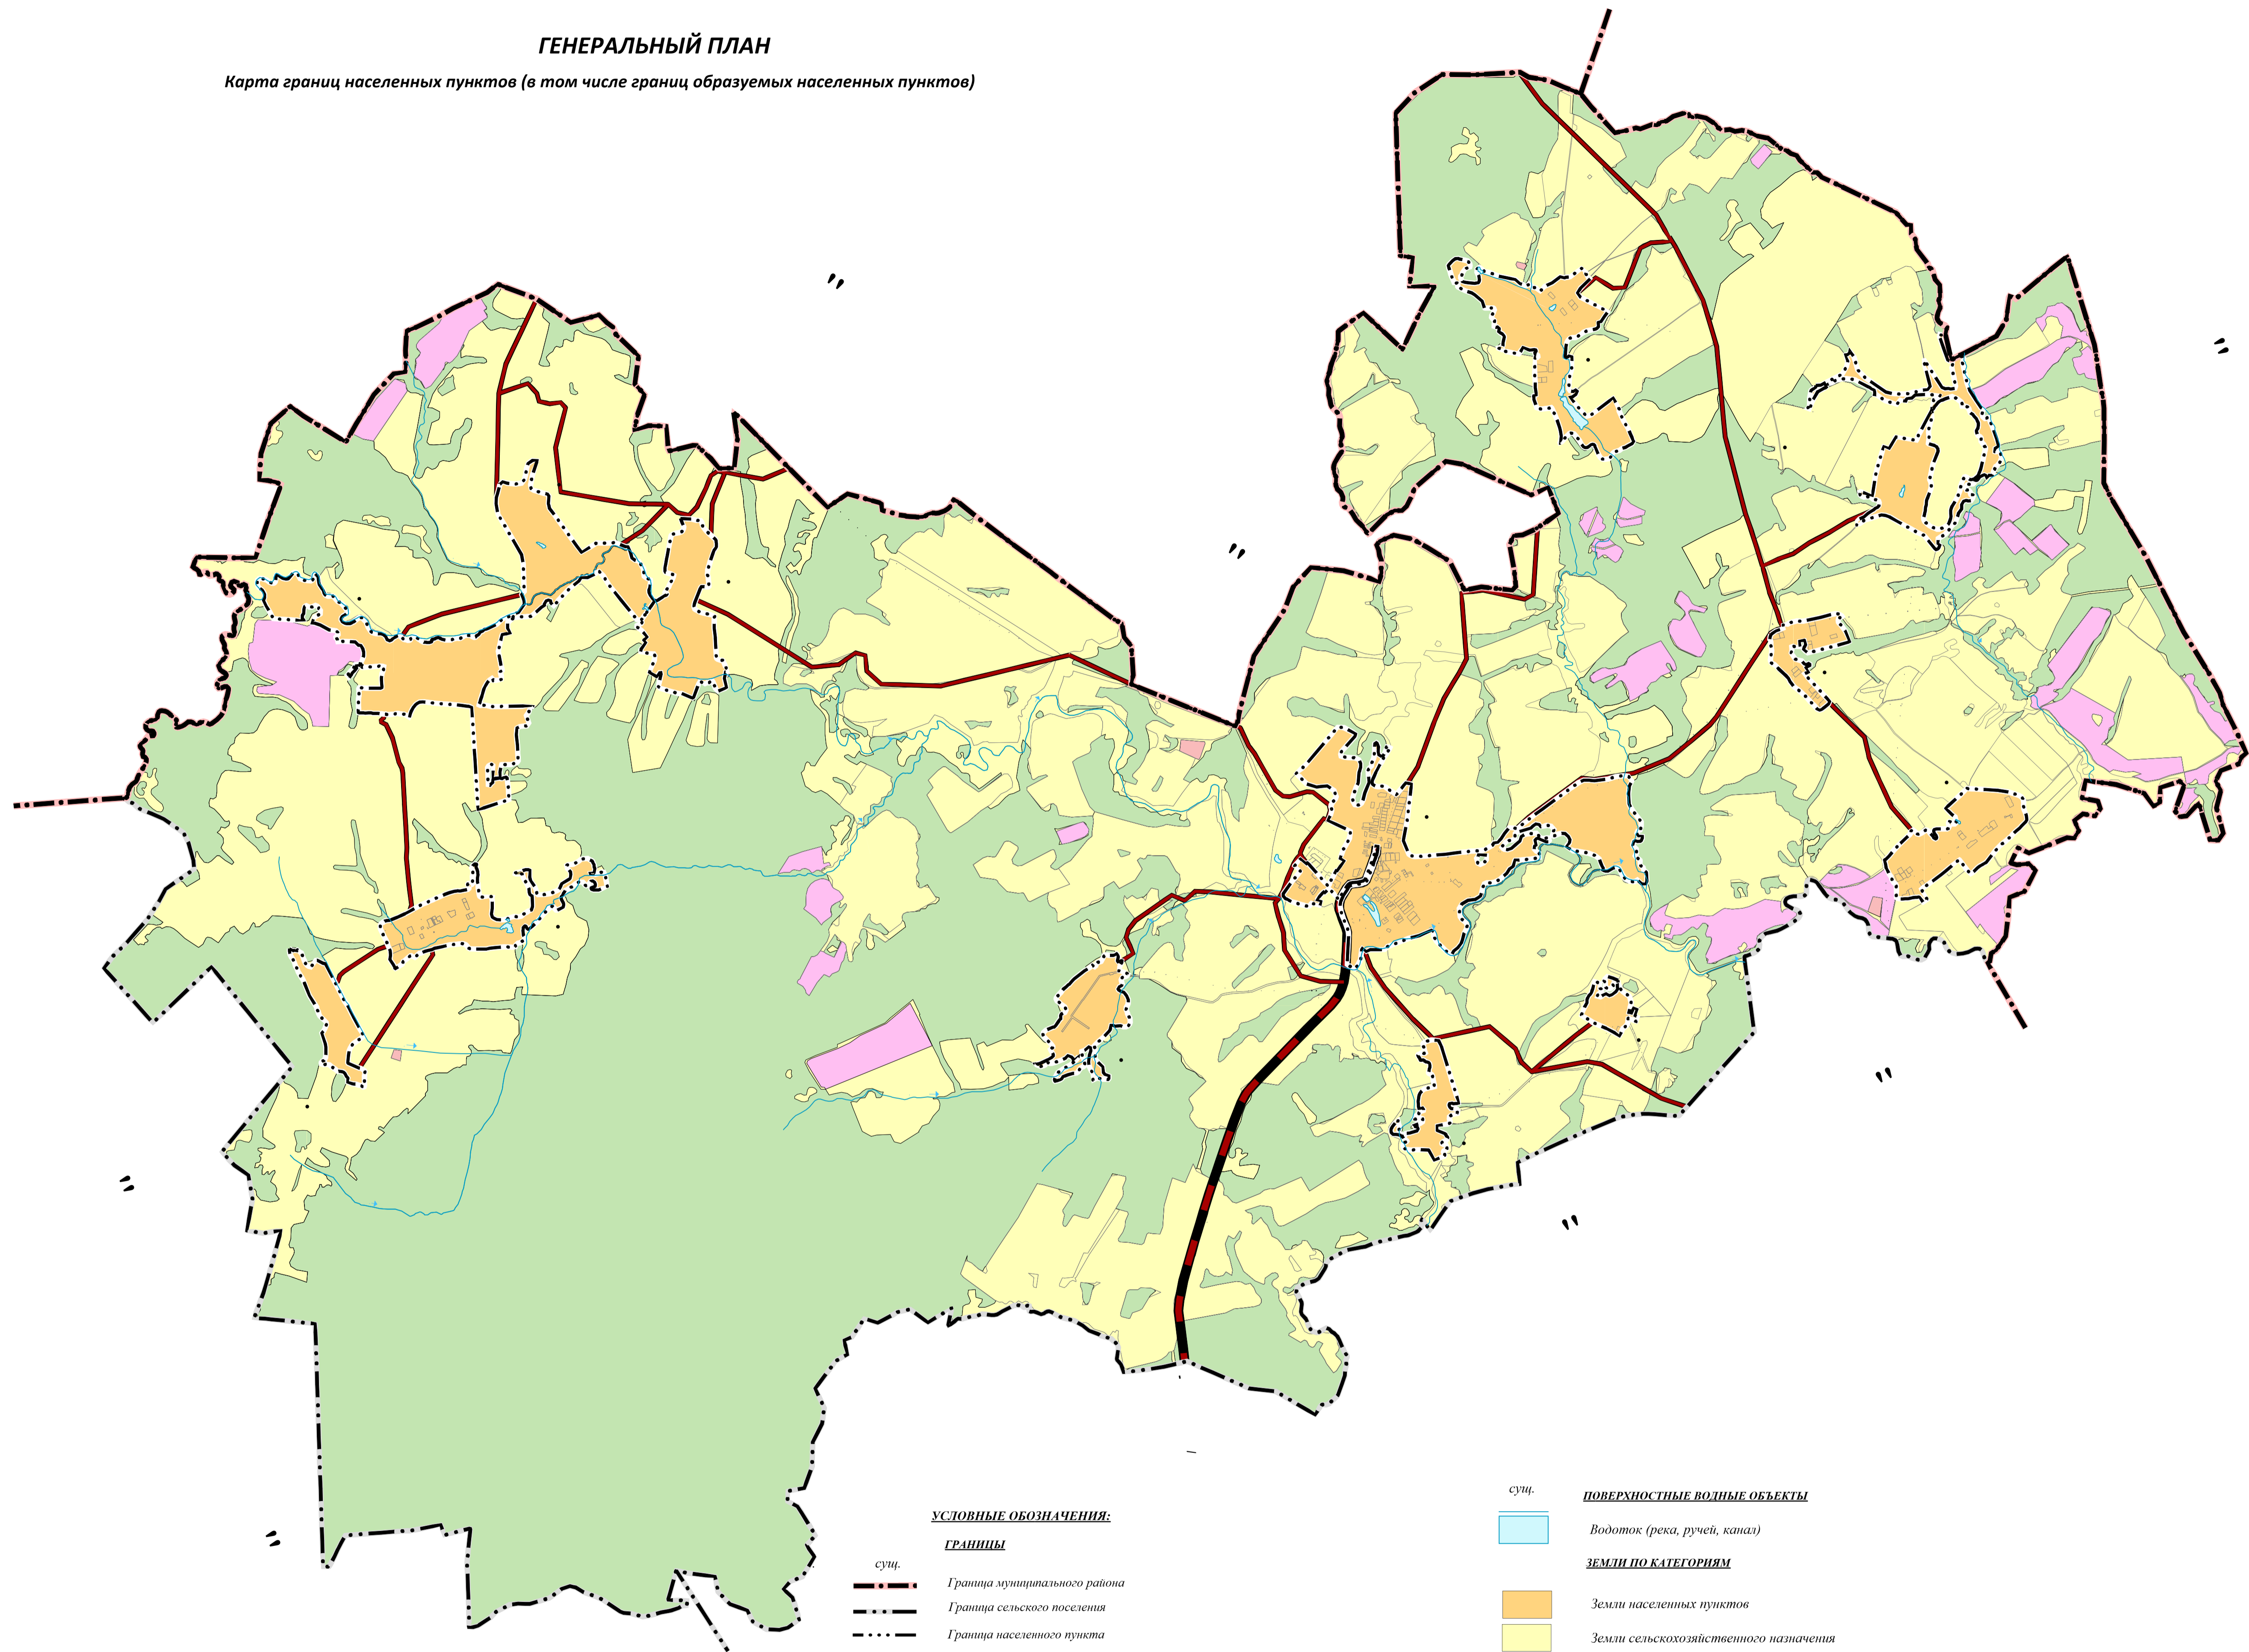 ГЕНЕРАЛЬНЫЙ ПЛАН
Карта границ населенных пунктов (в том числе границ образуемых населенных пунктов)
УСЛОВНЫЕ ОБОЗНАЧЕНИЯ:
ГРАНИЦЫ
сущ.
Граница муниципального района
Граница сельского поселения
Граница населенного пункта
сущ.
ПОВЕРХНОСТНЫЕ ВОДНЫЕ ОБЪЕКТЫ
Водоток (река, ручей, канал)
ЗЕМЛИ ПО КАТЕГОРИЯМ
Земли населенных пунктов
Земли сельскохозяйственного назначения